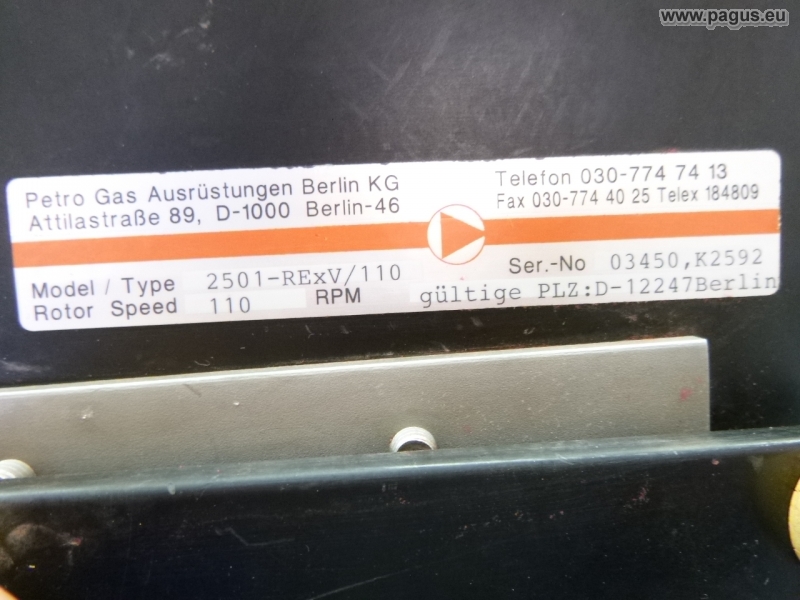 www.pagus.eu
Petro Gas Ausrüstungen Berlin KG
Attilastraße 89, D-1000 Berlin-46
Telefon 030-774 74 13
Fax 030-774 40 25 Telex 184809
Model / Type 2501-RExV/110
Rotor Speed 110 RPM
Ser.-No 03450,K2592
gültige PLZ:D-12247Berlin